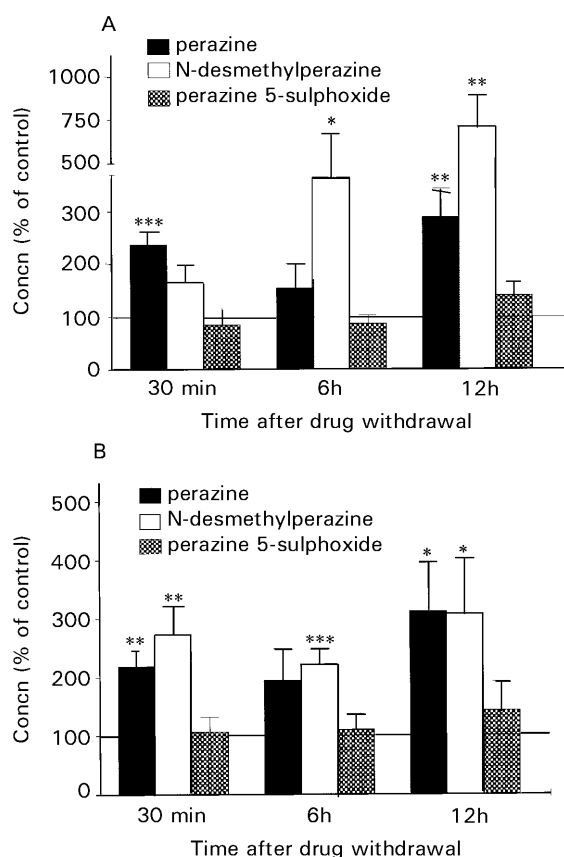 A
perazine
N-desmethylperazine
perazine 5-sulphoxide
Concn (% of control)
1000
750
500
300
200
100
0
***
*
**
**
30 min
6h
12h
Time after drug withdrawal
B
perazine
N-desmethylperazine
perazine 5-sulphoxide
Concn (% of control)
500
400
300
200
100
0
**
**
***
*
*
30 min
6h
12h
Time after drug withdrawal